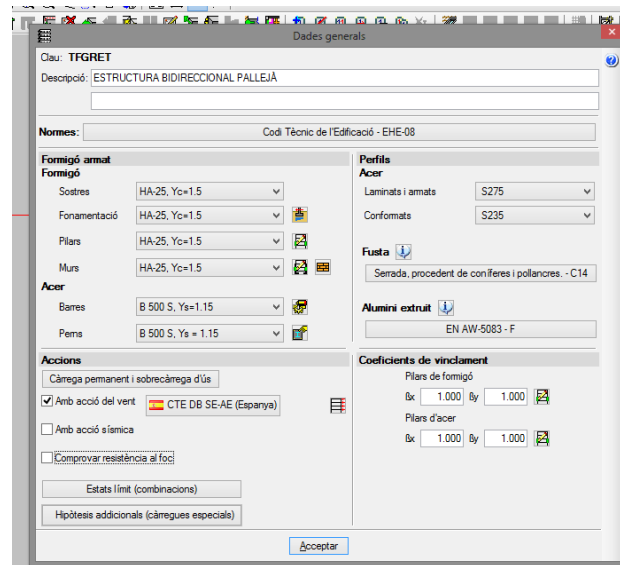 Dades generals
Clau: TFGRET
Descripció: ESTRUCTURA BIDIRECCIONAL PALLEJÀ
Normes: Codi Tècnic de l'Edificació - EHE-08
Formigó armat
Formigó
Sostres HA-25, Yc=1.5
Fonamentació HA-25, Yc=1.5
Pilars HA-25, Yc=1.5
Murs HA-25, Yc=1.5
Acer
Barres B 500 S, Ys=1.15
Perns B 500 S, Ys = 1.15
Perfils
Acer
Laminats i armats S275
Conformats S235
Fusta
Serrada, procedent de coníferes i pollancres. - C14
Alumini extruit
EN AW-5083 - F
Accions
Càrrega permanent i sobrecàrrega d'ús
Amb acció del vent CTE DB SE-AE (Espanya)
Amb acció sísmica
Comprovar resistència al foc
Estats límit (combinacions)
Hipòtesis addicionals (càrregues especials)
Coeficients de vinclament
Pilars de formigó
βx 1.000 βy 1.000
Pilars d'acer
βx 1.000 βy 1.000
Acceptar